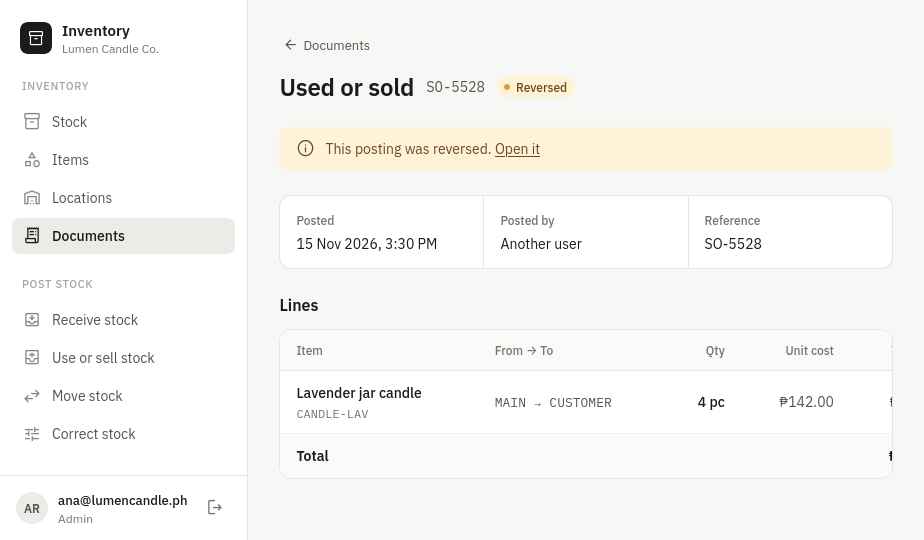 Inventory
Lumen Candle Co.
INVENTORY
Stock
Items
Locations
Documents
POST STOCK
Receive stock
Use or sell stock
Move stock
Correct stock
AR
ana@lumencandle.ph
Admin
← Documents
Used or sold SO-5528 Reversed
This posting was reversed. Open it
Posted Posted by Reference
15 Nov 2026, 3:30 PM Another user SO-5528
Lines
Item From → To Qty Unit cost
Lavender jar candle MAIN → CUSTOMER 4 pc ₱142.00
CANDLE-LAV
Total